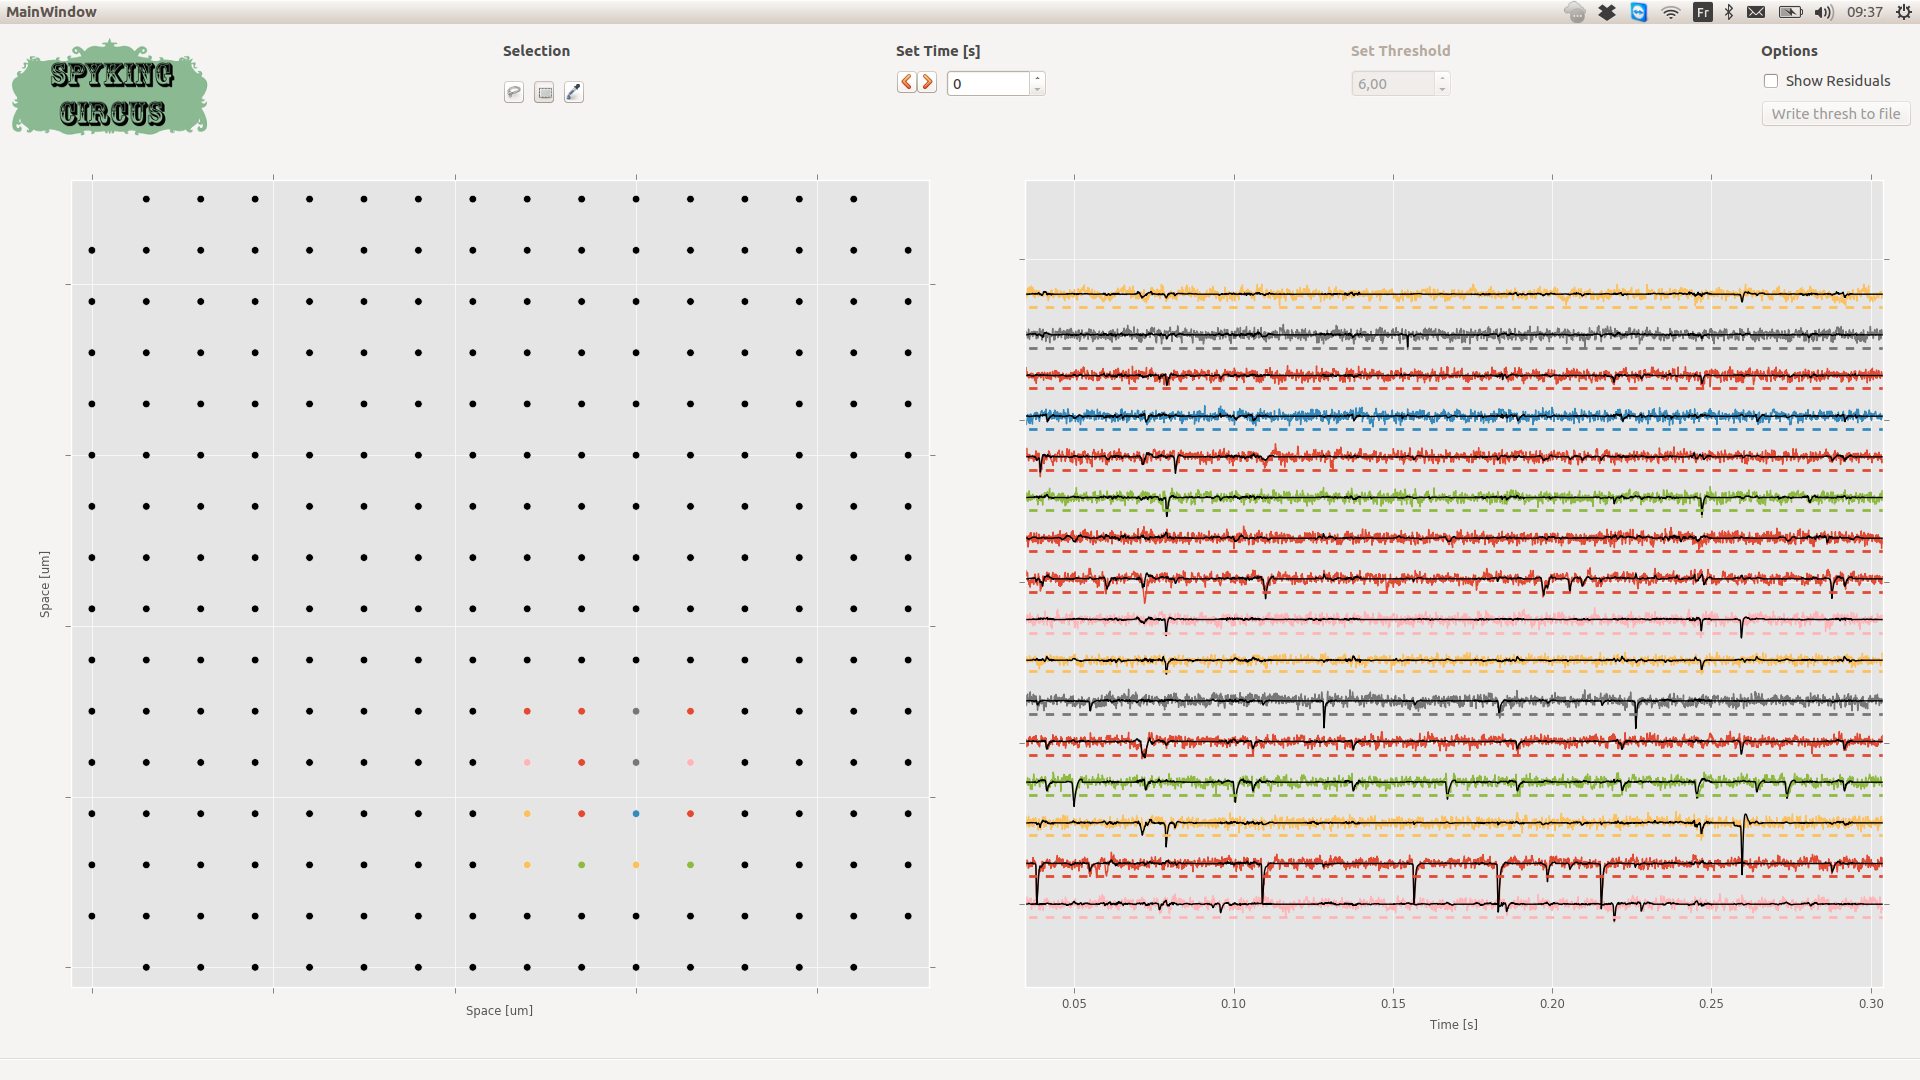 MainWindow
Fr
09:37
SPYKING
CIRCUS
Selection
Set Time [s]
0
Set Threshold
6,00
Options
Show Residuals
Write thresh to file
Space [um]
Space [um]
0.05 0.10 0.15 0.20 0.25 0.30
Time [s]